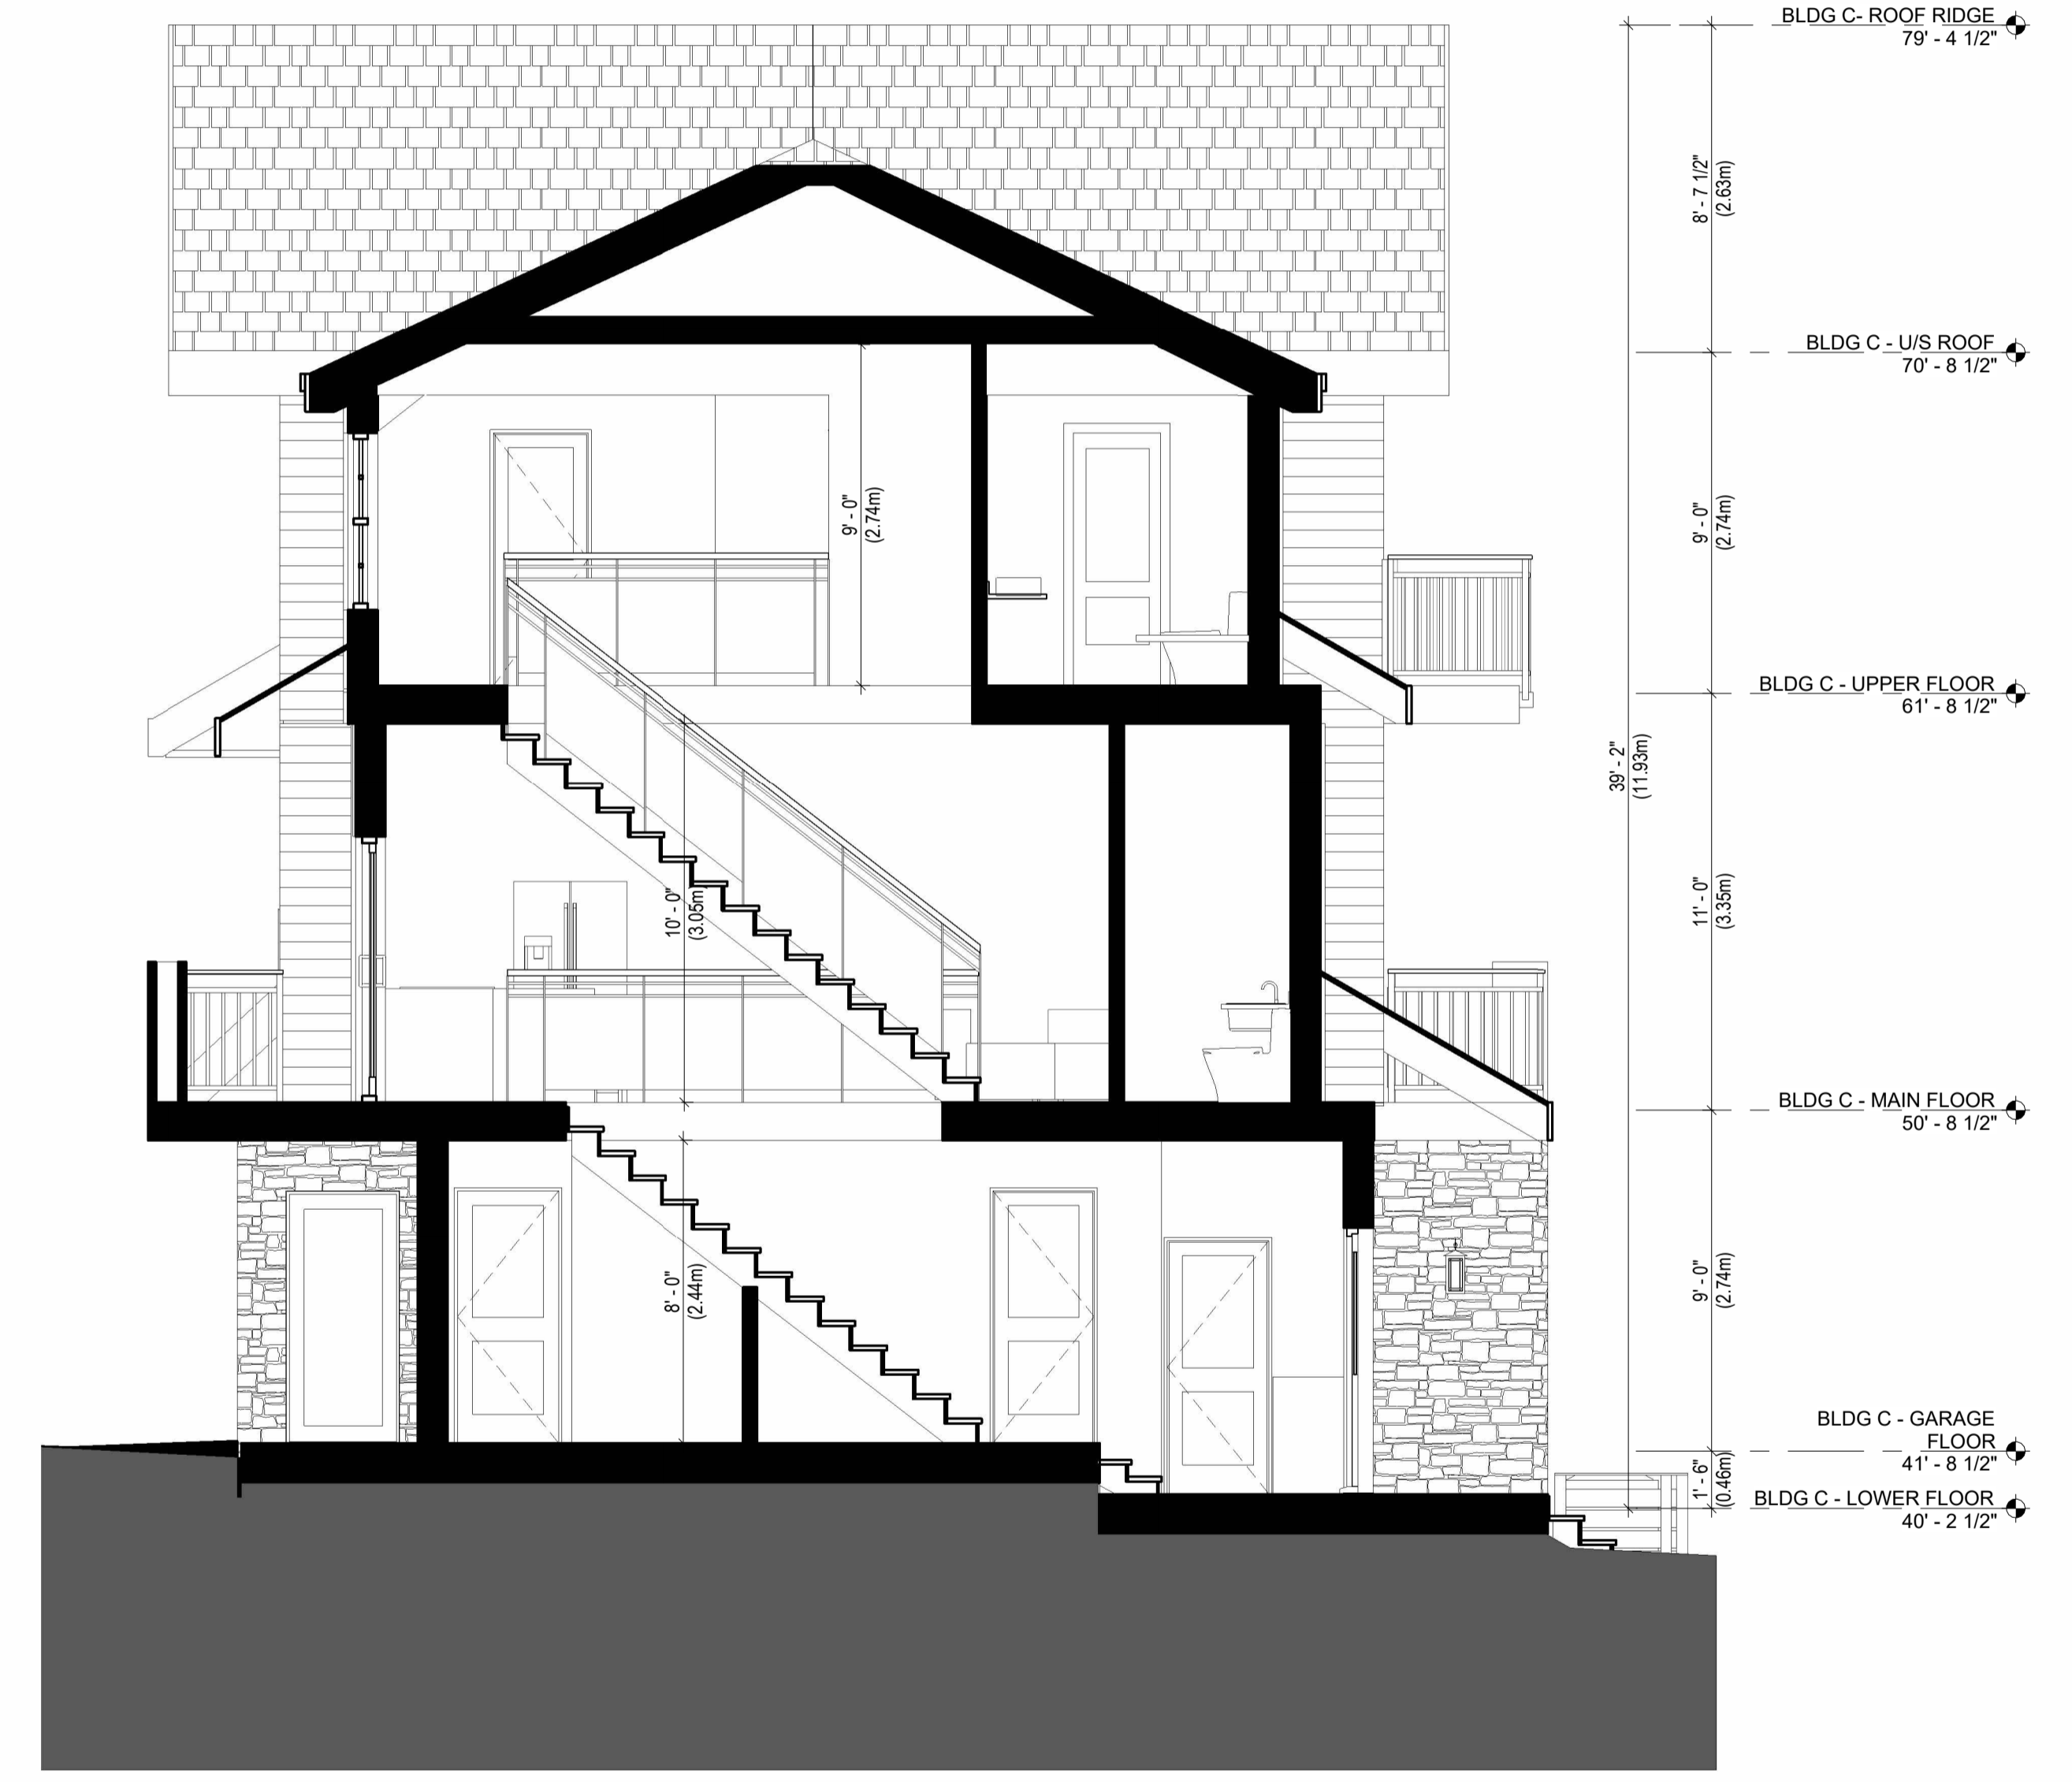 BLDG C- ROOF RIDGE
79' - 4 1/2"
8' - 7 1/2"
(2.63m)
BLDG C - U/S ROOF
70' - 8 1/2"
9' - 0"
(2.74m)
9' - 0"
(2.74m)
BLDG C - UPPER FLOOR
61' - 8 1/2"
39' - 2"
(11.93m)
10' - 0"
(3.05m)
11' - 0"
(3.35m)
BLDG C - MAIN FLOOR
50' - 8 1/2"
8' - 0"
(2.44m)
9' - 0"
(2.74m)
BLDG C - GARAGE
FLOOR
41' - 8 1/2"
1' - 6"
(0.46m)
BLDG C - LOWER FLOOR
40' - 2 1/2"